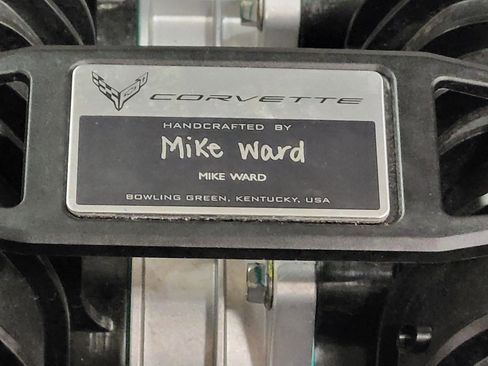 CORVETTE
HANDCRAFTED BY
Mike Ward
MIKE WARD
BOWLING GREEN, KENTUCKY, USA